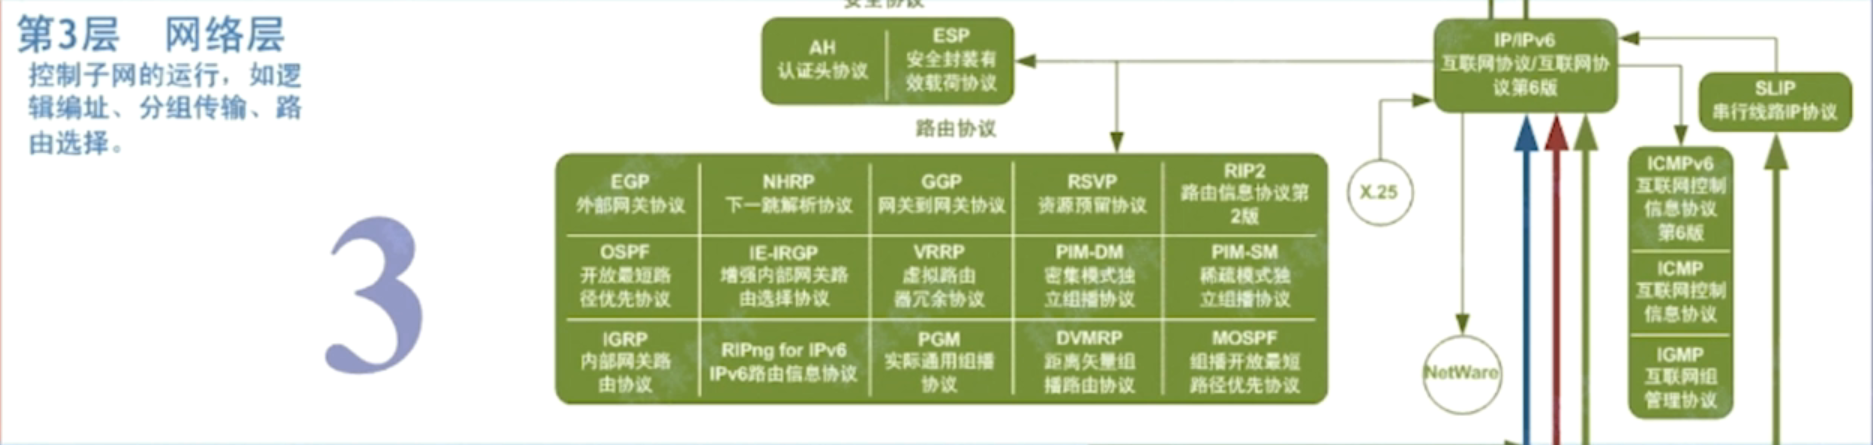 第3层 网络层
控制子网的运行，如逻
辑编址、分组传输、路
由选择。
3
安全协议
AH
认证头协议
ESP
安全封装有
效载荷协议
路由协议
EGP
外部网关协议
NHRP
下一跳解析协议
GGP
网关到网关协议
RSVP
资源预留协议
RIP2
路由信息协议第
2版
OSPF
开放最短路
径优先协议
IE-IRGP
增强内部网关路
由选择协议
VRRP
虚拟路由
器冗余协议
PIM-DM
密集模式独
立组播协议
PIM-SM
稀疏模式独
立组播协议
IGRP
内部网关路
由协议
RIPng for IPv6
IPv6路由信息协议
PGM
实际通用组播
协议
DVMRP
距离矢量组
播路由协议
MOSPF
组播开放最短
路径优先协议
IP/IPv6
互联网协议/互联网协
议第6版
X.25
NetWare
SLIP
串行线路IP协议
ICMPv6
互联网控制
信息协议
第6版
ICMP
互联网控制
信息协议
IGMP
互联网组
管理协议